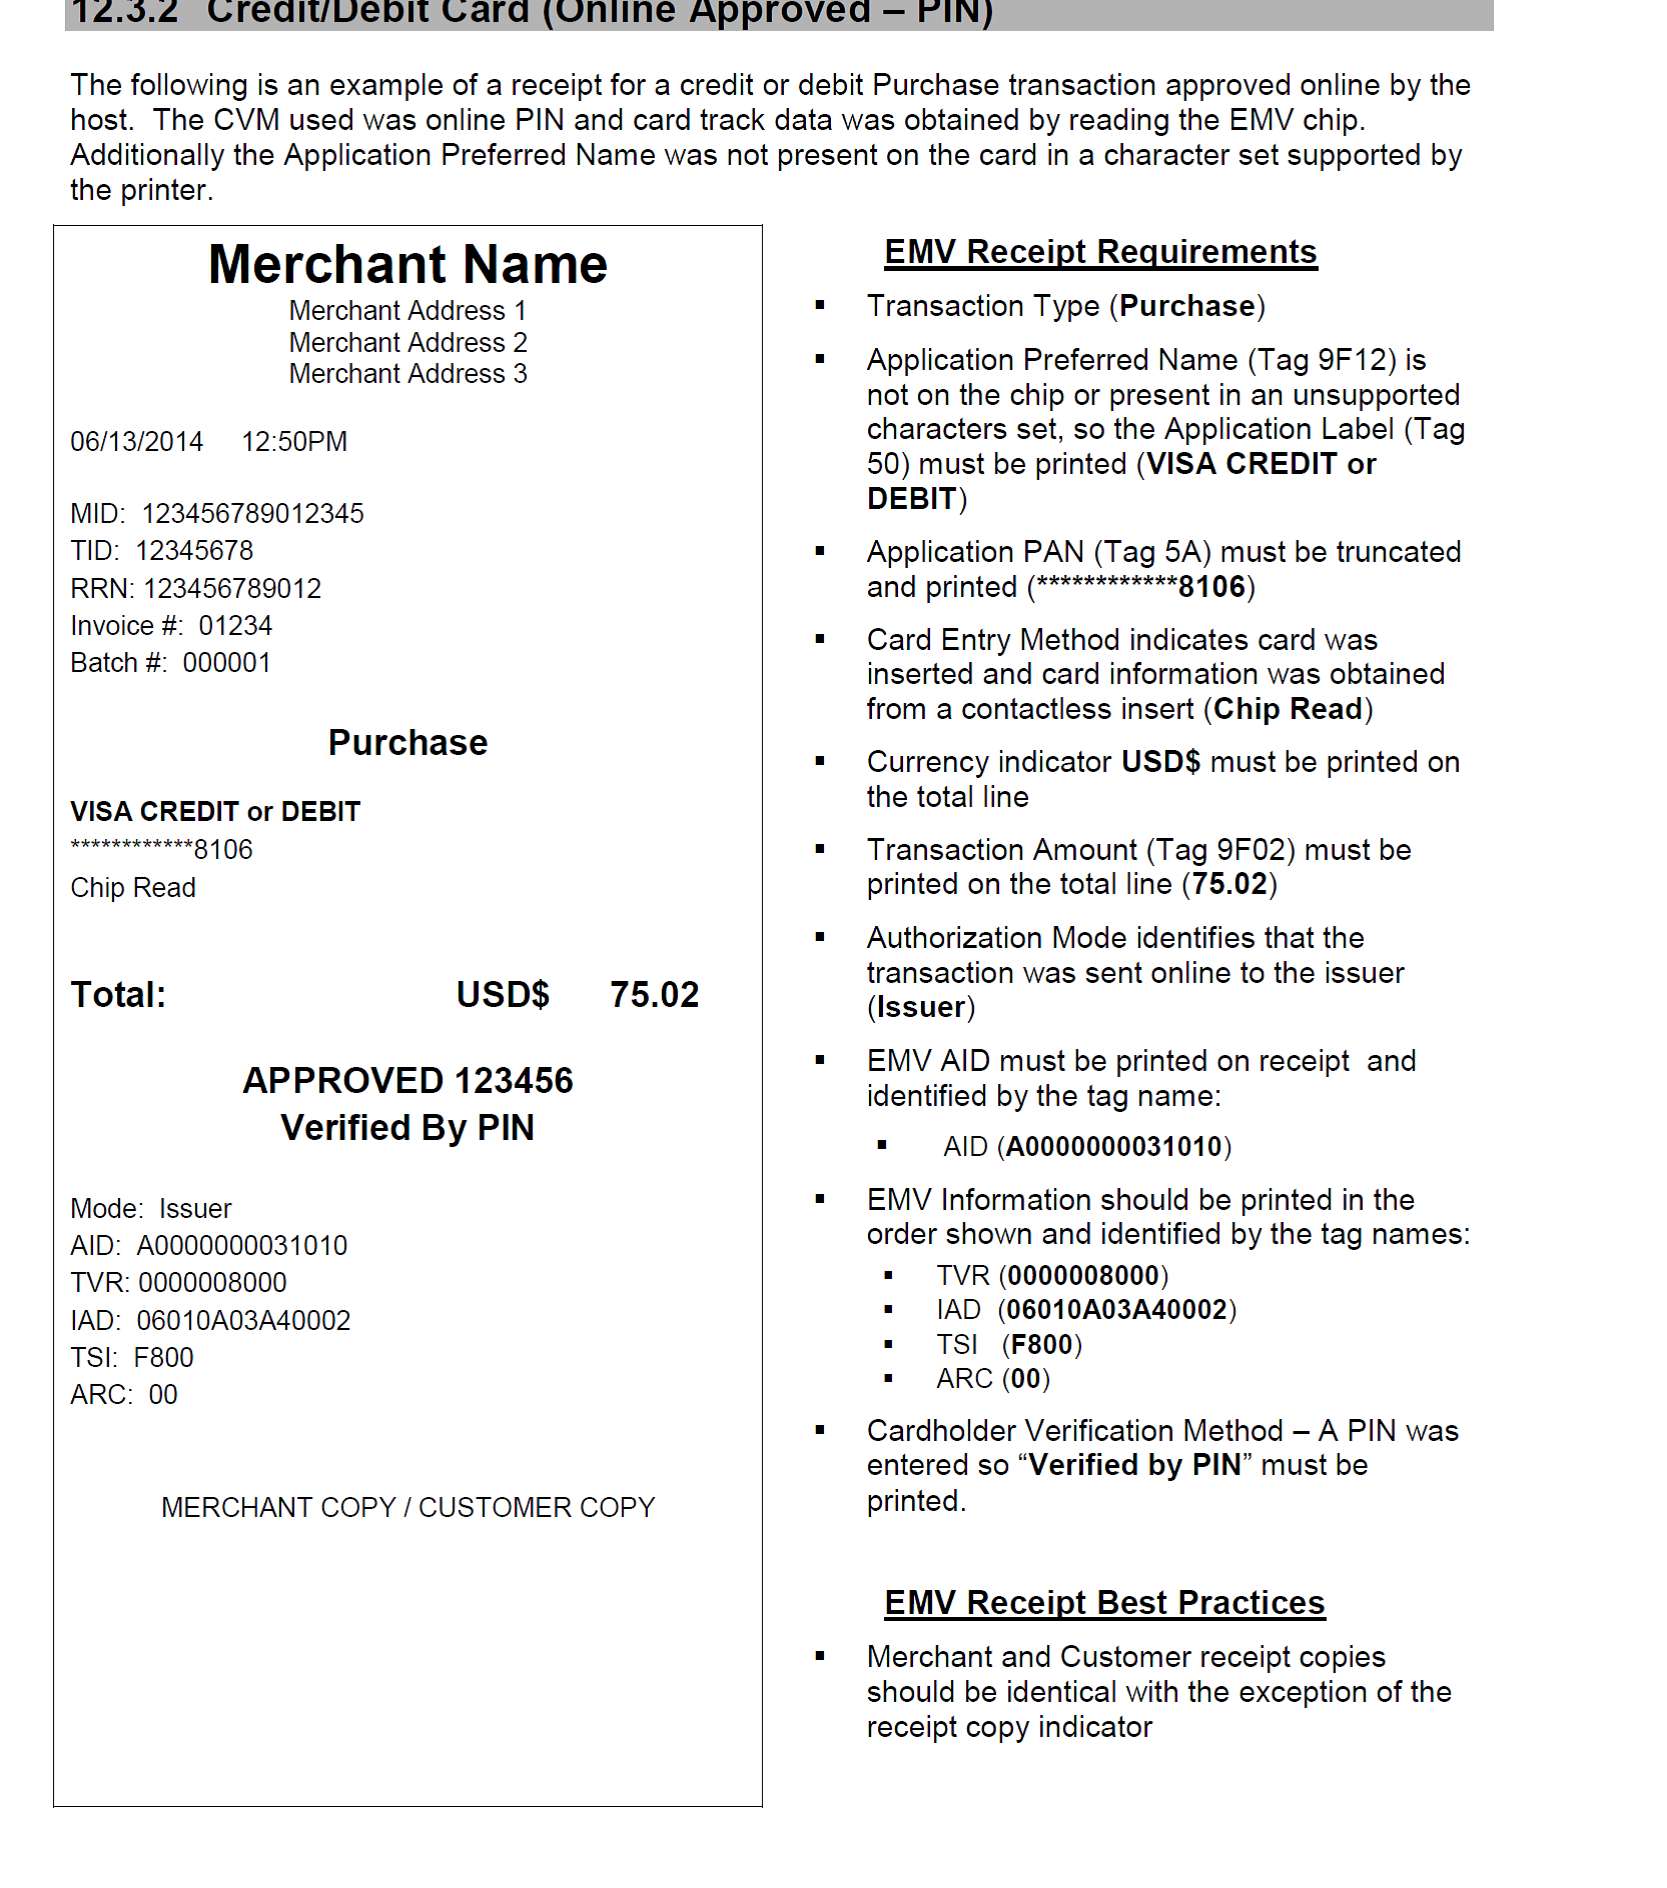 12.3.2 Credit/Debit Card (Online Approved – PIN)
The following is an example of a receipt for a credit or debit Purchase transaction approved online by the
host.  The CVM used was online PIN and card track data was obtained by reading the EMV chip.
Additionally the Application Preferred Name was not present on the card in a character set supported by
the printer.
Merchant Name
Merchant Address 1
Merchant Address 2
Merchant Address 3
06/13/2014 12:50PM
MID: 123456789012345
TID: 12345678
RRN: 123456789012
Invoice #: 01234
Batch #: 000001
Purchase
VISA CREDIT or DEBIT
************8106
Chip Read
Total: USD$ 75.02
APPROVED 123456
Verified By PIN
Mode: Issuer
AID: A0000000031010
TVR: 0000008000
IAD: 06010A03A40002
TSI: F800
ARC: 00
MERCHANT COPY / CUSTOMER COPY
EMV Receipt Requirements
▪ Transaction Type (Purchase)
▪ Application Preferred Name (Tag 9F12) is
not on the chip or present in an unsupported
characters set, so the Application Label (Tag
50) must be printed (VISA CREDIT or
DEBIT)
▪ Application PAN (Tag 5A) must be truncated
and printed (************8106)
▪ Card Entry Method indicates card was
inserted and card information was obtained
from a contactless insert (Chip Read)
▪ Currency indicator USD$ must be printed on
the total line
▪ Transaction Amount (Tag 9F02) must be
printed on the total line (75.02)
▪ Authorization Mode identifies that the
transaction was sent online to the issuer
(Issuer)
▪ EMV AID must be printed on receipt  and
identified by the tag name:
▪ AID (A0000000031010)
▪ EMV Information should be printed in the
order shown and identified by the tag names:
▪ TVR (0000008000)
▪ IAD (06010A03A40002)
▪ TSI (F800)
▪ ARC (00)
▪ Cardholder Verification Method – A PIN was
entered so “Verified by PIN” must be
printed.
EMV Receipt Best Practices
▪ Merchant and Customer receipt copies
should be identical with the exception of the
receipt copy indicator